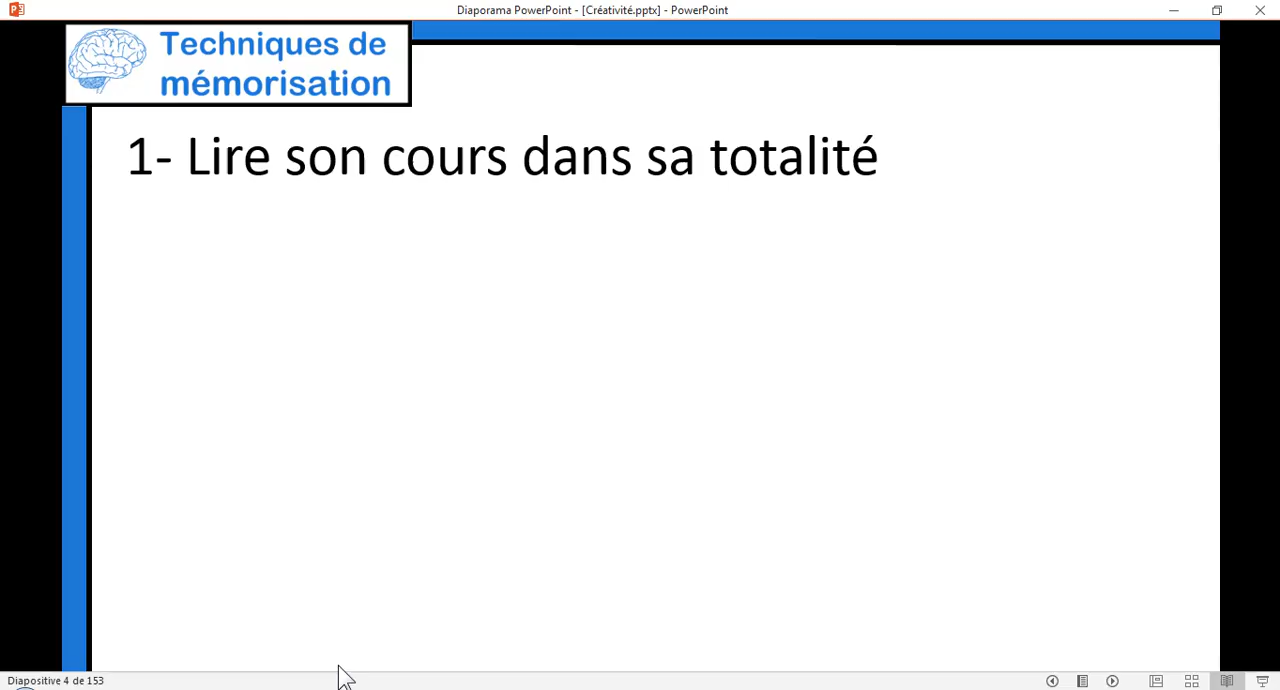 Diaporama PowerPoint - [Créativité.pptx] - PowerPoint
Techniques de
mémorisation
1- Lire son cours dans sa totalité
Diapositive 4 de 153